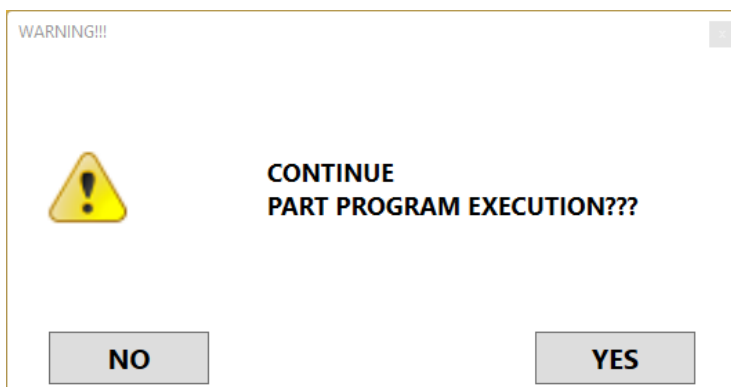 WARNING!!!
CONTINUE
PART PROGRAM EXECUTION???
NO
YES